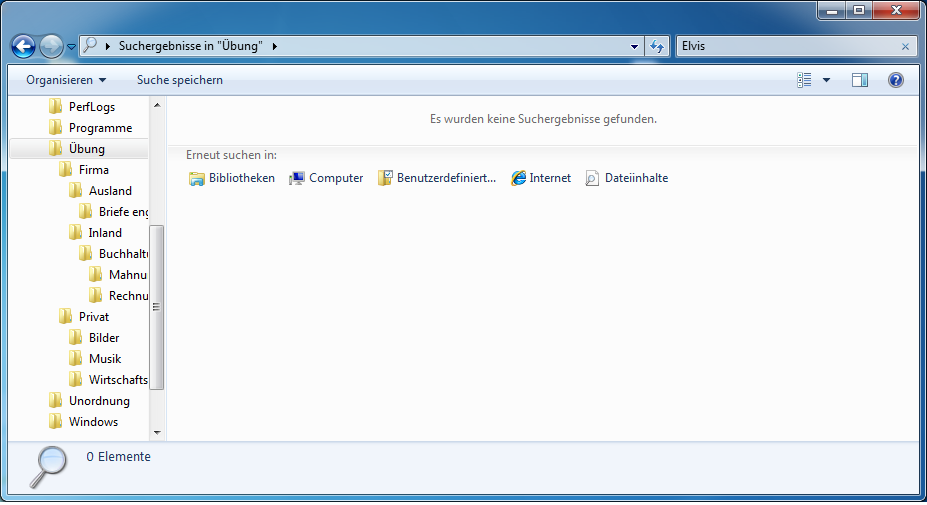 Suchergebnisse in "Übung"
Elvis
Organisieren
Suche speichern
PerfLogs
Programme
Übung
Firma
Ausland
Briefe eng
Inland
Buchhaltu
Mahnu
Rechnu
Privat
Bilder
Musik
Wirtschafts
Unordnung
Windows
Es wurden keine Suchergebnisse gefunden.
Erneut suchen in:
Bibliotheken Computer Benutzerdefiniert... Internet Dateiinhalte
0 Elemente